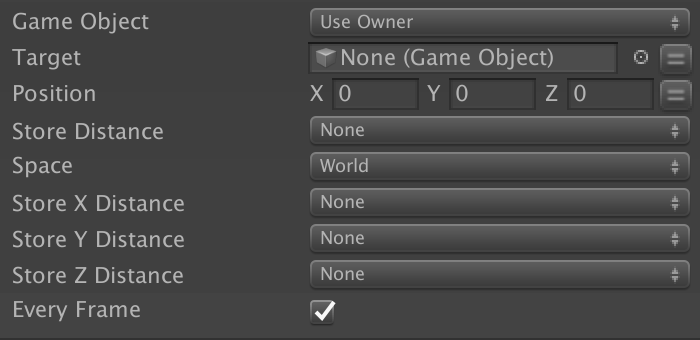 Game Object Use Owner
Target None (Game Object)
Position X 0 Y 0 Z 0
Store Distance None
Space World
Store X Distance None
Store Y Distance None
Store Z Distance None
Every Frame